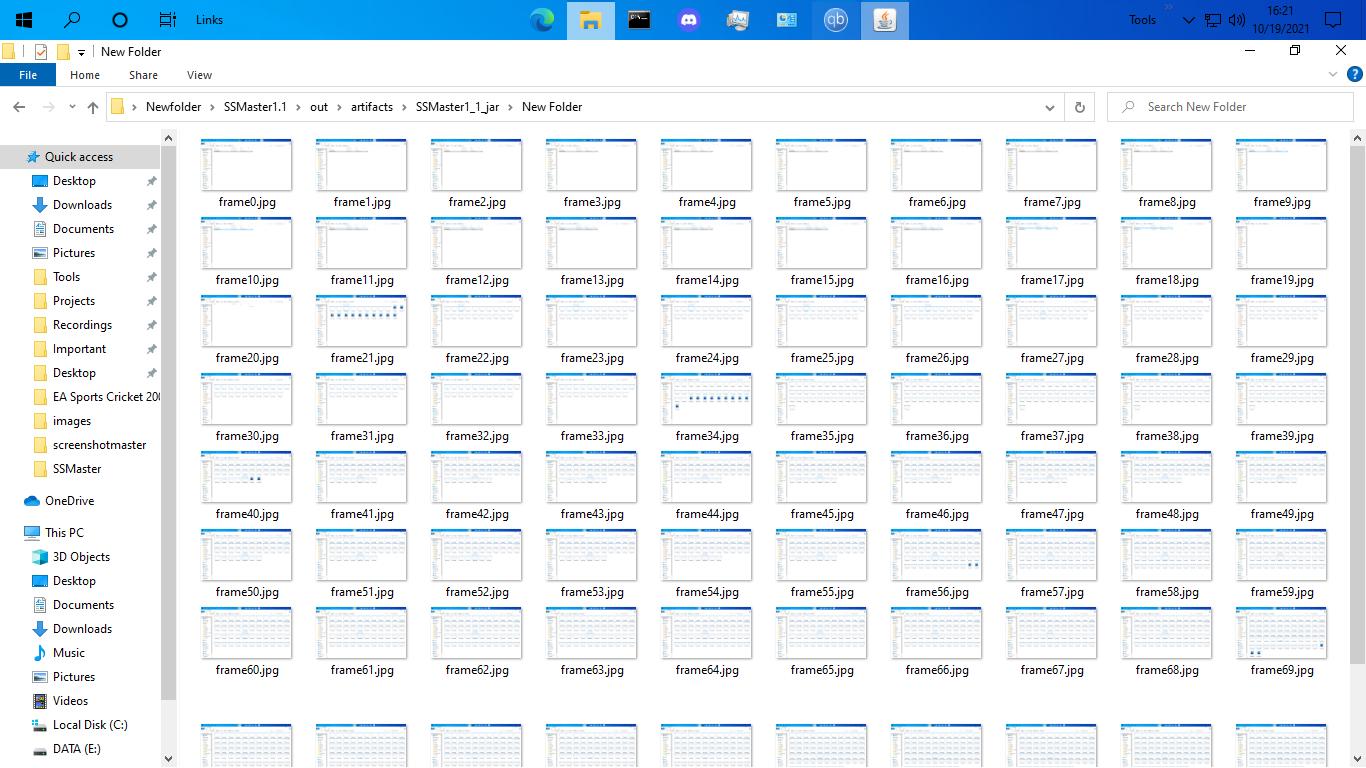 Links
Tools
16:21
10/19/2021
New Folder
File Home Share View
Newfolder SSMaster1.1 out artifacts SSMaster1_1_jar New Folder
Search New Folder
Quick access
Desktop
Downloads
Documents
Pictures
Tools
Projects
Recordings
Important
Desktop
EA Sports Cricket 200
images
screenshotmaster
SSMaster
OneDrive
This PC
3D Objects
Desktop
Documents
Downloads
Music
Pictures
Videos
Local Disk (C:)
DATA (E:)
frame0.jpg frame1.jpg frame2.jpg frame3.jpg frame4.jpg frame5.jpg frame6.jpg frame7.jpg frame8.jpg frame9.jpg
frame10.jpg frame11.jpg frame12.jpg frame13.jpg frame14.jpg frame15.jpg frame16.jpg frame17.jpg frame18.jpg frame19.jpg
frame20.jpg frame21.jpg frame22.jpg frame23.jpg frame24.jpg frame25.jpg frame26.jpg frame27.jpg frame28.jpg frame29.jpg
frame30.jpg frame31.jpg frame32.jpg frame33.jpg frame34.jpg frame35.jpg frame36.jpg frame37.jpg frame38.jpg frame39.jpg
frame40.jpg frame41.jpg frame42.jpg frame43.jpg frame44.jpg frame45.jpg frame46.jpg frame47.jpg frame48.jpg frame49.jpg
frame50.jpg frame51.jpg frame52.jpg frame53.jpg frame54.jpg frame55.jpg frame56.jpg frame57.jpg frame58.jpg frame59.jpg
frame60.jpg frame61.jpg frame62.jpg frame63.jpg frame64.jpg frame65.jpg frame66.jpg frame67.jpg frame68.jpg frame69.jpg